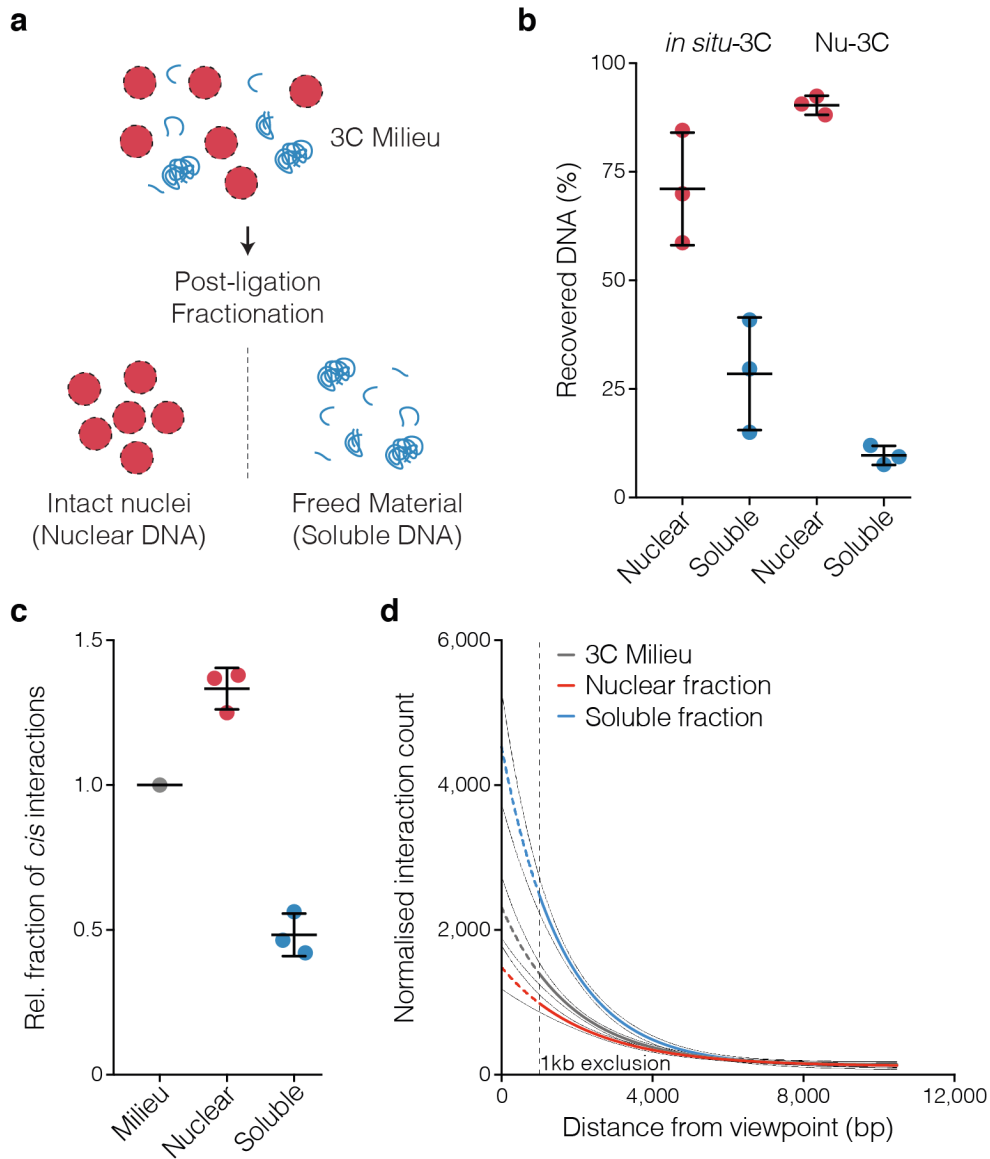 a
3C Milieu
Post-ligation
Fractionation
Intact nuclei
(Nuclear DNA)
Freed Material
(Soluble DNA)
b
in situ-3C
Nu-3C
Recovered DNA (%)
100
75
50
25
0
Nuclear
Soluble
Nuclear
Soluble
c
Rel. fraction of cis interactions
1.5
1.0
0.5
0
Milieu
Nuclear
Soluble
d
Normalised interaction count
6,000
4,000
2,000
0
3C Milieu
Nuclear fraction
Soluble fraction
1kb exclusion
0
4,000
8,000
12,000
Distance from viewpoint (bp)